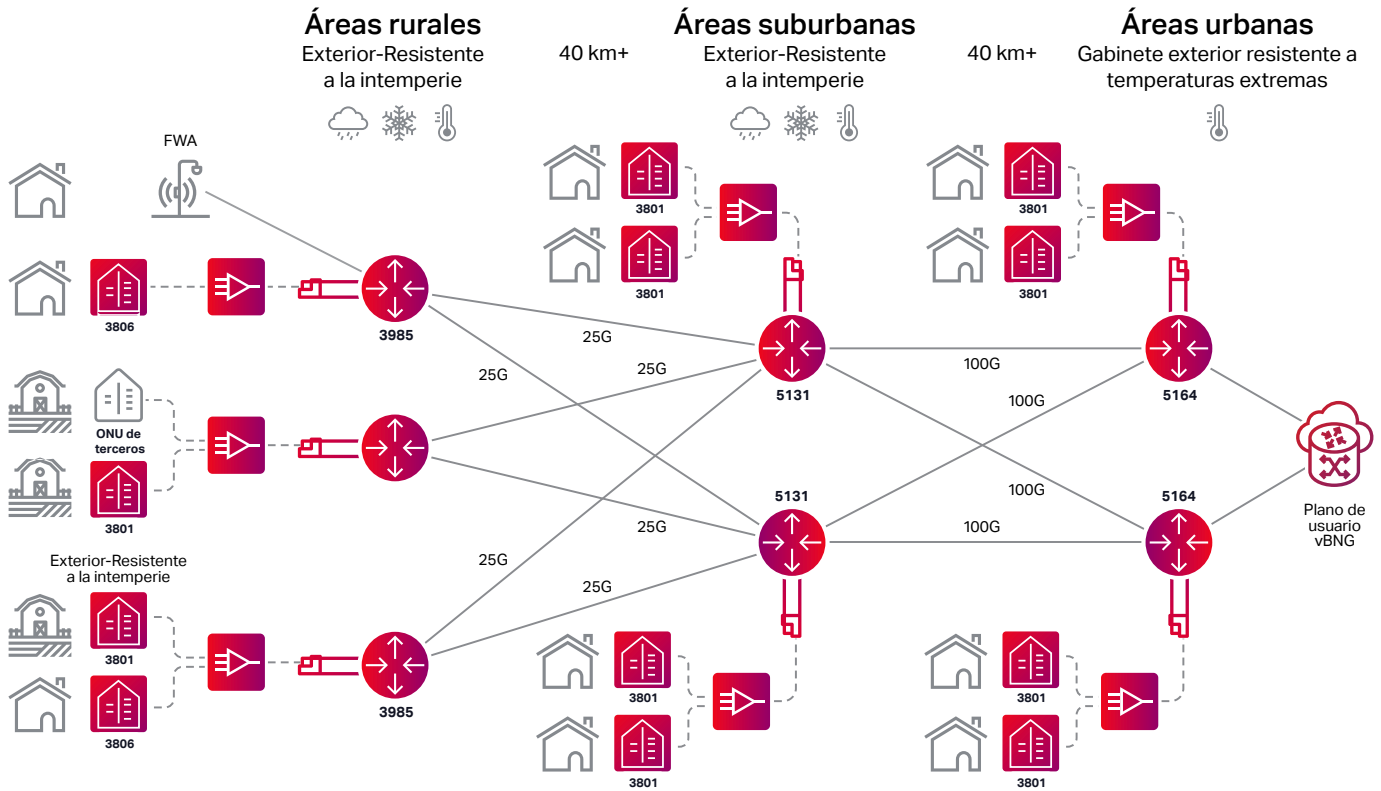 Áreas rurales
Exterior-Resistente
a la intemperie
40 km+
Áreas suburbanas
Exterior-Resistente
a la intemperie
40 km+
Áreas urbanas
Gabinete exterior resistente a
temperaturas extremas
FWA
3801
3801
3801
3801
3806
3985
25G
25G
25G
5131
100G
100G
5164
ONU de
terceros
3801
5131
100G
5164
25G
100G
Plano de
usuario
vBNG
Exterior-Resistente
a la intemperie
25G
25G
3801
3806
3985
3801
3801
3801
3801